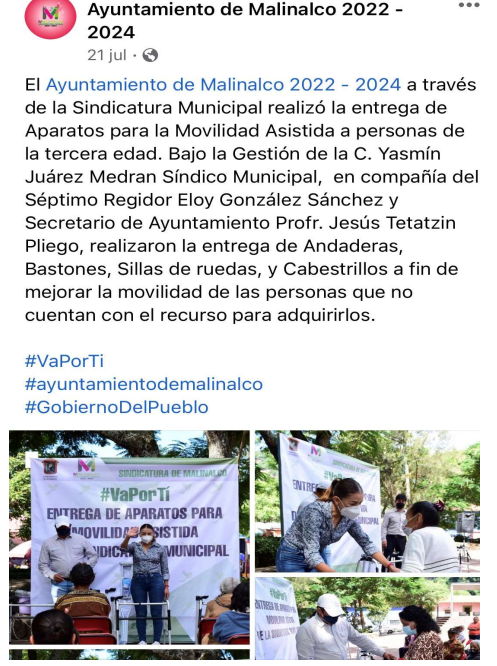 Ayuntamiento de Malinalco 2022 -
2024
21 jul ·
El Ayuntamiento de Malinalco 2022 - 2024 a través
de la Sindicatura Municipal realizó la entrega de
Aparatos para la Movilidad Asistida a personas de
la tercera edad. Bajo la Gestión de la C. Yasmín
Juárez Medran Síndico Municipal, en compañía del
Séptimo Regidor Eloy González Sánchez y
Secretario de Ayuntamiento Profr. Jesús Tetatzin
Pliego, realizaron la entrega de Andaderas,
Bastones, Sillas de ruedas, y Cabestrillos a fin de
mejorar la movilidad de las personas que no
cuentan con el recurso para adquirirlos.
#VaPorTi
#ayuntamientodemalinalco
#GobiernoDelPueblo
SINDICATURA DE MALINALCO
#VaPorTi
ENTREGA DE APARATOS PARA
MOVILIDAD ASISTIDA
MUNICIPAL